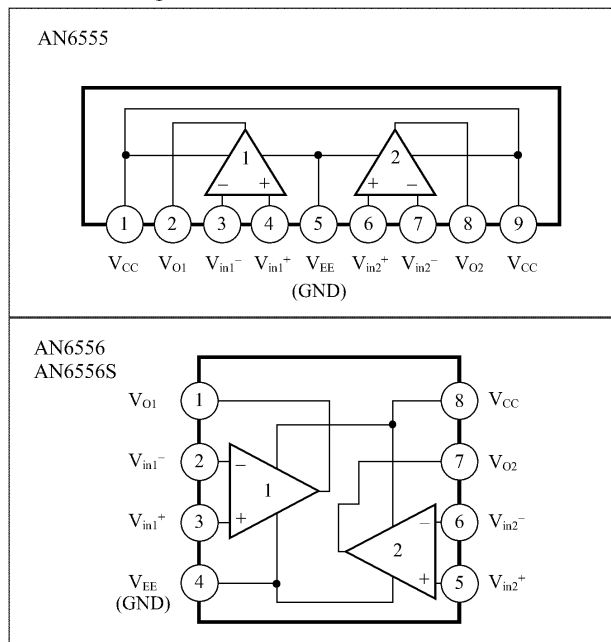 AN6555
1 2
− + + −
1 2 3 4 5 6 7 8 9
VCC VO1 Vin1− Vin1+ VEE Vin2+ Vin2− VO2 VCC
(GND)
AN6556
AN6556S
VO1 1 8 VCC
Vin1− 2 − 1 7 VO2
Vin1+ 3 + − 6 Vin2−
2
VEE 4 + 5 Vin2+
(GND)